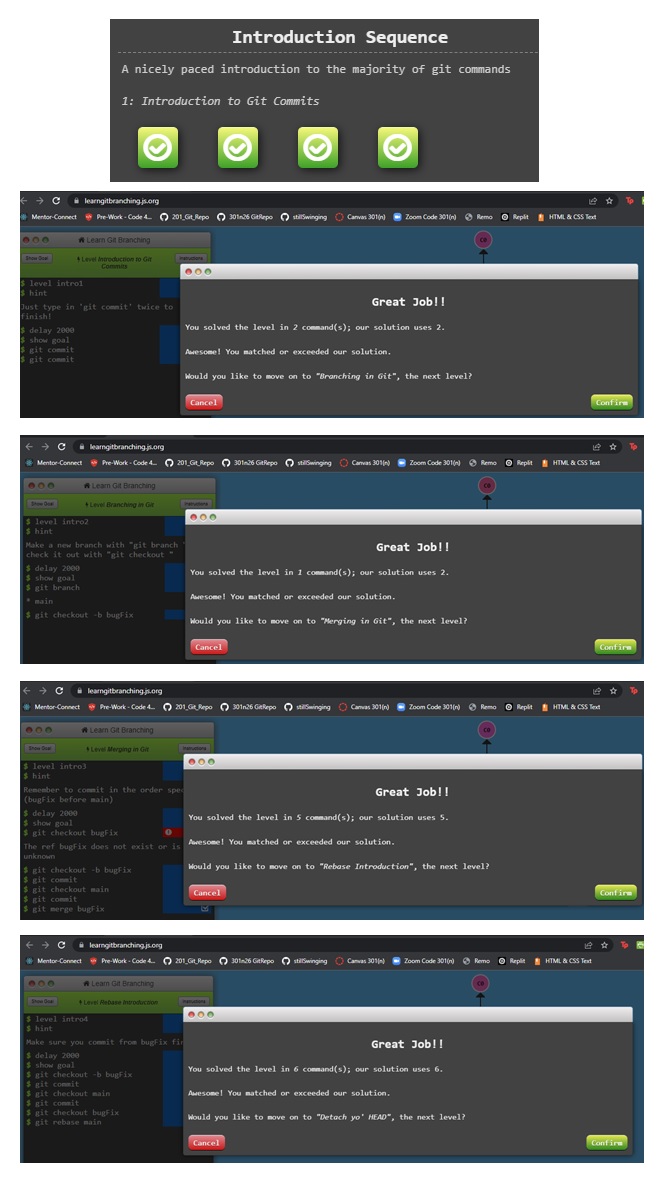 Introduction Sequence
A nicely paced introduction to the majority of git commands
1: Introduction to Git Commits
learngitbranching.js.org
Mentor-Connect Pre-Work - Code 4... 201_Git_Repo 301n26 GitRepo stillSwinging Canvas 301(n) Zoom Code 301(n) Remo Replit HTML & CSS Text
Learn Git Branching
Show Goal
Level Introduction to Git Commits
Instructions
$ level intro1
$ hint
Just type in 'git commit' twice to
finish!
$ delay 2000
$ show goal
$ git commit
$ git commit
C0
Great Job!!
You solved the level in 2 command(s); our solution uses 2.
Awesome! You matched or exceeded our solution.
Would you like to move on to "Branching in Git", the next level?
Cancel
Confirm
learngitbranching.js.org
Mentor-Connect Pre-Work - Code 4... 201_Git_Repo 301n26 GitRepo stillSwinging Canvas 301(n) Zoom Code 301(n) Remo Replit HTML & CSS Text
Learn Git Branching
Show Goal
Level Branching in Git
Instructions
$ level intro2
$ hint
Make a new branch with "git branch
check it out with "git checkout "
$ delay 2000
$ show goal
$ git branch
* main
$ git checkout -b bugFix
C0
Great Job!!
You solved the level in 1 command(s); our solution uses 2.
Awesome! You matched or exceeded our solution.
Would you like to move on to "Merging in Git", the next level?
Cancel
Confirm
learngitbranching.js.org
Mentor-Connect Pre-Work - Code 4... 201_Git_Repo 301n26 GitRepo stillSwinging Canvas 301(n) Zoom Code 301(n) Remo Replit HTML & CSS Text
Learn Git Branching
Show Goal
Level Merging in Git
Instructions
$ level intro3
$ hint
Remember to commit in the order spec
(bugFix before main)
$ delay 2000
$ show goal
$ git checkout bugFix
The ref bugFix does not exist or is
unknown
$ git checkout -b bugFix
$ git commit
$ git checkout main
$ git commit
$ git merge bugFix
C0
Great Job!!
You solved the level in 5 command(s); our solution uses 5.
Awesome! You matched or exceeded our solution.
Would you like to move on to "Rebase Introduction", the next level?
Cancel
Confirm
learngitbranching.js.org
Mentor-Connect Pre-Work - Code 4... 201_Git_Repo 301n26 GitRepo stillSwinging Canvas 301(n) Zoom Code 301(n) Remo Replit HTML & CSS Text
Learn Git Branching
Show Goal
Level Rebase Introduction
Instructions
$ level intro4
$ hint
Make sure you commit from bugFix fir
$ delay 2000
$ show goal
$ git checkout -b bugFix
$ git commit
$ git checkout main
$ git commit
$ git checkout bugFix
$ git rebase main
C0
Great Job!!
You solved the level in 6 command(s); our solution uses 6.
Awesome! You matched or exceeded our solution.
Would you like to move on to "Detach yo' HEAD", the next level?
Cancel
Confirm